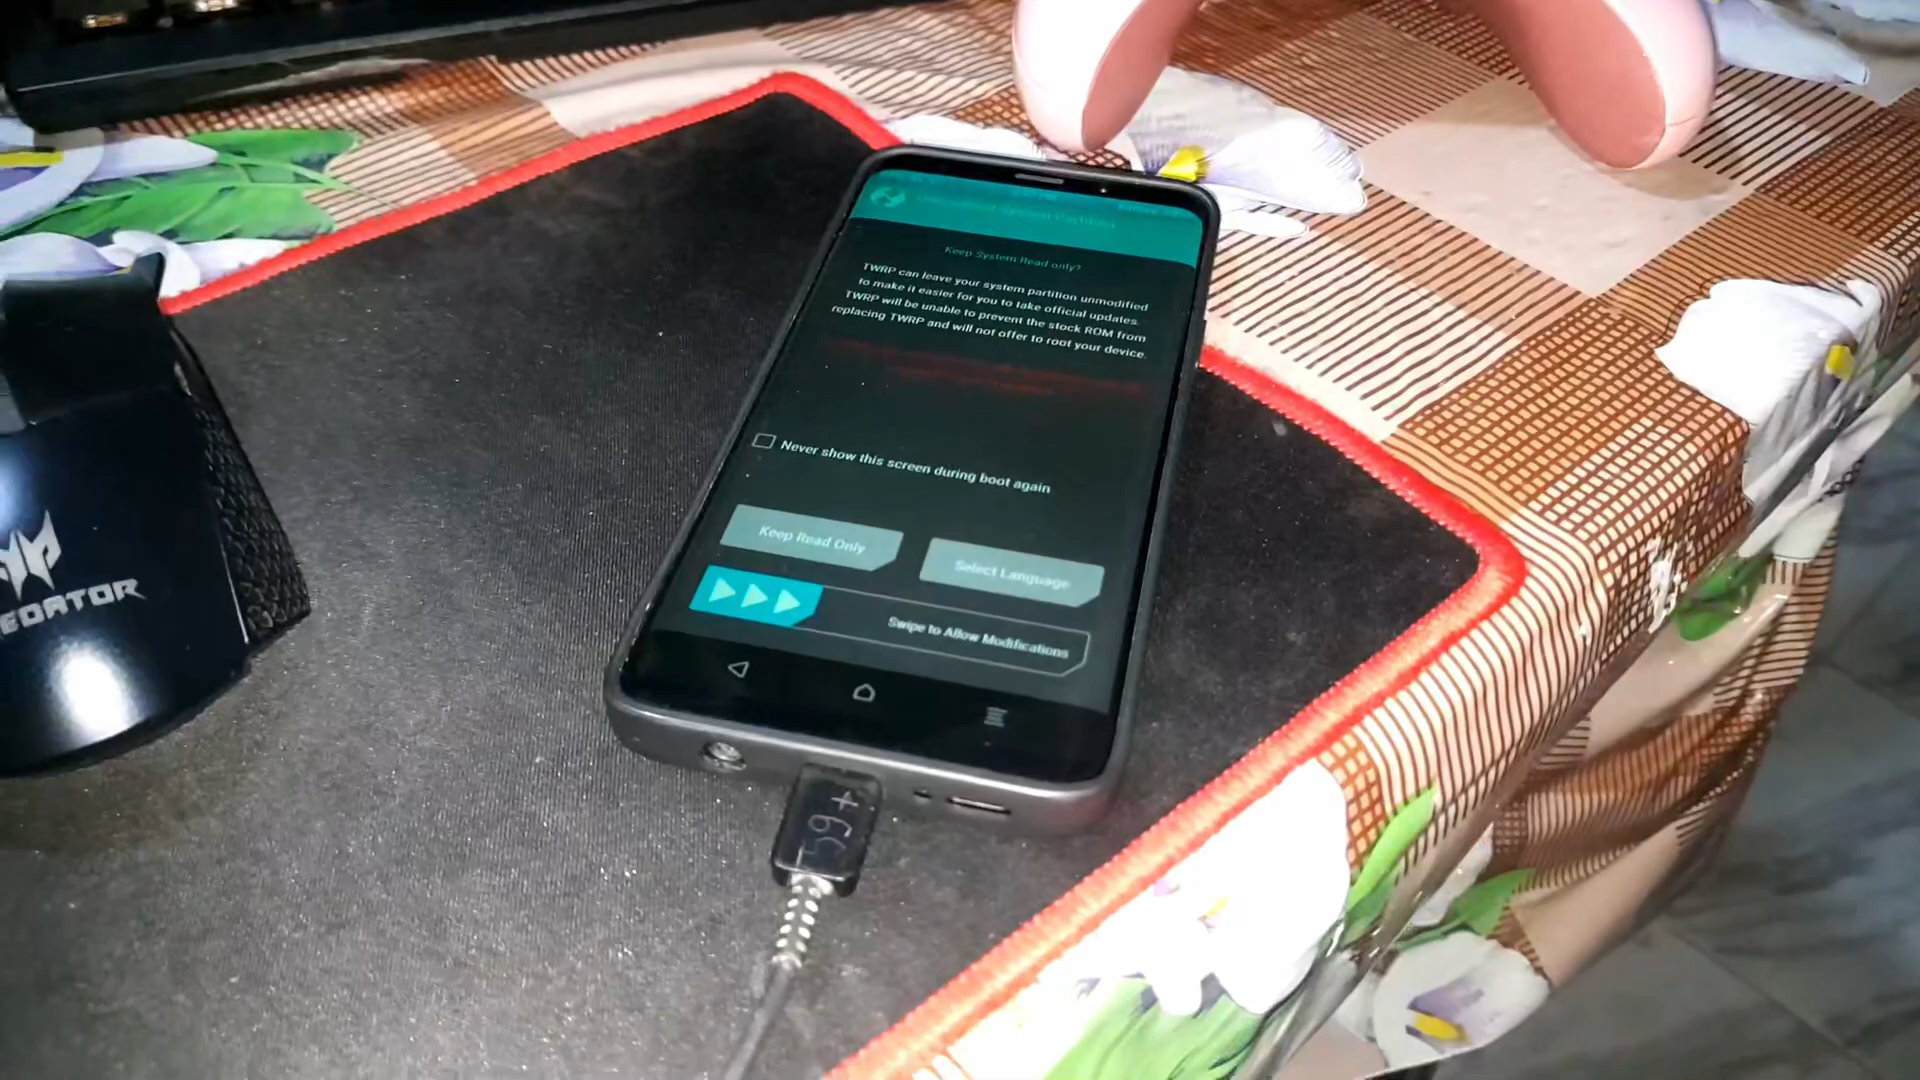 Keep System Read only?
TWRP can leave your system partition unmodified
to make it easier for you to take official updates.
TWRP will be unable to prevent the stock ROM from
replacing TWRP and will not offer to root your device.
Never show this screen during boot again
Keep Read Only
Select Language
Swipe to Allow Modifications
EDATOR
S9+